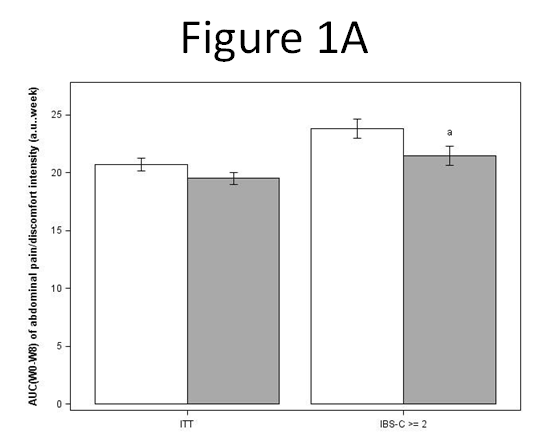 Figure 1A
AUC(W0-W8) of abdominal pain/discomfort intensity (a.u..week)
25
20
15
10
5
0
a
ITT
IBS-C >= 2